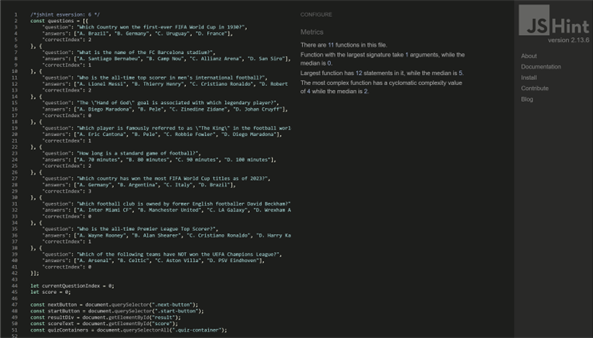 1 /*jshint esversion: 6 */
2 const questions = [{
3 "question": "Which Country won the first-ever FIFA World Cup in 1930?",
4 "answers": ["A. Brazil", "B. Germany", "C. Uruguay", "D. France"],
5 "correctIndex": 2
6 }, {
7 "question": "What is the name of the FC Barcelona stadium?",
8 "answers": ["A. Santiago Bernabeu", "B. Camp Nou", "C. Allianz Arena", "D. San Siro"],
9 "correctIndex": 1
10 }, {
11 "question": "Who is the all-time top scorer in men's international football?",
12 "answers": ["A. Lionel Messi", "B. Thierry Henry", "C. Cristiano Ronaldo", "D. Robert
13 "correctIndex": 2
14 }, {
15 "question": "The \"Hand of God\" goal is associated with which legendary player?",
16 "answers": ["A. Diego Maradona", "B. Pele", "C. Zinedine Zidane", "D. Johan Cruyff"],
17 "correctIndex": 0
18 }, {
19 "question": "Which player is famously referred to as \"The King\" in the football worl
20 "answers": ["A. Eric Cantona", "B. Pele", "C. Robbie Fowler", "D. Diego Maradona"],
21 "correctIndex": 1
22 }, {
23 "question": "How long is a standard game of football?",
24 "answers": ["A. 70 minutes", "B. 80 minutes", "C. 90 minutes", "D. 100 minutes"],
25 "correctIndex": 2
26 }, {
27 "question": "Which country has won the most FIFA World Cup titles as of 2023?",
28 "answers": ["A. Germany", "B. Argentina", "C. Italy", "D. Brazil"],
29 "correctIndex": 3
30 }, {
31 "question": "Which football club is owned by former English footballer David Beckham?"
32 "answers": ["A. Inter Miami CF", "B. Manchester United", "C. LA Galaxy", "D. Wrexham A
33 "correctIndex": 0
34 }, {
35 "question": "Who is the all-time Premier League Top Scorer?",
36 "answers": ["A. Wayne Rooney", "B. Alan Shearer", "C. Cristiano Ronaldo", "D. Harry Ka
37 "correctIndex": 1
38 }, {
39 "question": "Which of the following teams have NOT won the UEFA Champions League?",
40 "answers": ["A. Arsenal", "B. Celtic", "C. Aston Villa", "D. PSV Eindhoven"],
41 "correctIndex": 0
42 }];
43
44 let currentQuestionIndex = 0;
45 let score = 0;
46
47 const nextButton = document.querySelector(".next-button");
48 const startButton = document.querySelector(".start-button");
49 const resultDiv = document.getElementById("result");
50 const scoreText = document.getElementById("score");
51 const quizContainers = document.querySelectorAll(".quiz-container");
52
CONFIGURE
Metrics
There are 11 functions in this file.
Function with the largest signature take 1 arguments, while the
median is 0.
Largest function has 12 statements in it, while the median is 5.
The most complex function has a cyclomatic complexity value
of 4 while the median is 2.
JSHint
version 2.13.6
About
Documentation
Install
Contribute
Blog